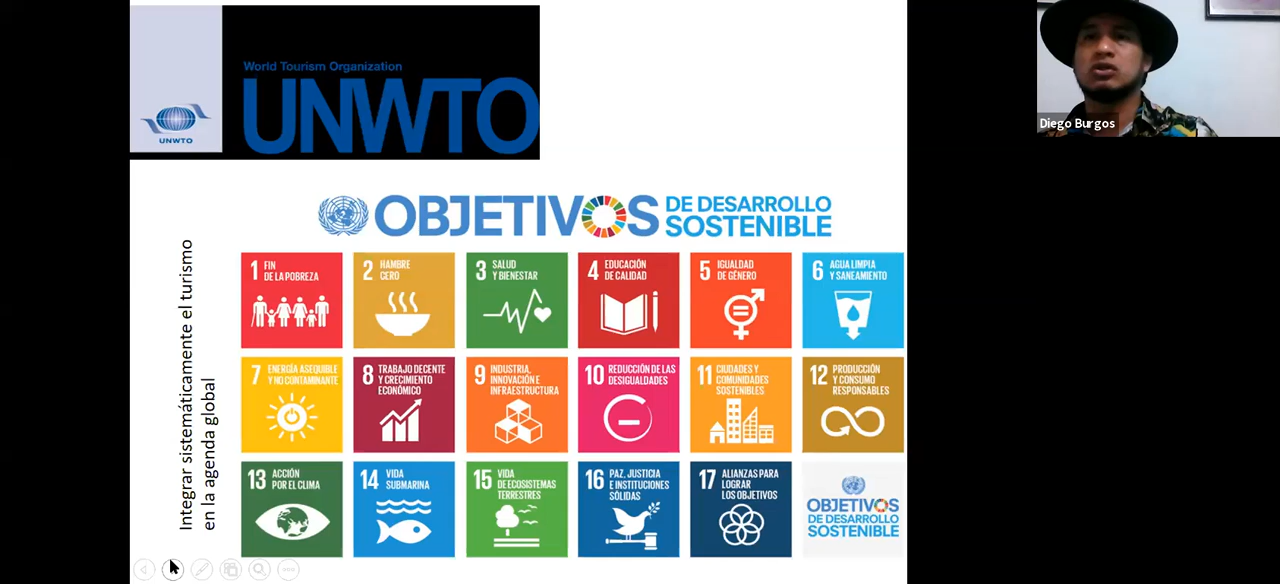 World Tourism Organization
UNWTO
UNWTO
Diego Burgos
OBJETIVOS DE DESARROLLO
SOSTENIBLE
Integrar sistemáticamente el turismo
en la agenda global
1 FIN
DE LA POBREZA
2 HAMBRE
CERO
3 SALUD
Y BIENESTAR
4 EDUCACIÓN
DE CALIDAD
5 IGUALDAD
DE GÉNERO
6 AGUA LIMPIA
Y SANEAMIENTO
7 ENERGÍA ASEQUIBLE
Y NO CONTAMINANTE
8 TRABAJO DECENTE
Y CRECIMIENTO
ECONÓMICO
9 INDUSTRIA,
INNOVACIÓN E
INFRAESTRUCTURA
10 REDUCCIÓN DE LAS
DESIGUALDADES
11 CIUDADES Y
COMUNIDADES
SOSTENIBLES
12 PRODUCCIÓN
Y CONSUMO
RESPONSABLES
13 ACCIÓN
POR EL CLIMA
14 VIDA
SUBMARINA
15 VIDA
DE ECOSISTEMAS
TERRESTRES
16 PAZ, JUSTICIA
E INSTITUCIONES
SÓLIDAS
17 ALIANZAS PARA
LOGRAR
LOS OBJETIVOS
OBJETIVOS
DE DESARROLLO
SOSTENIBLE